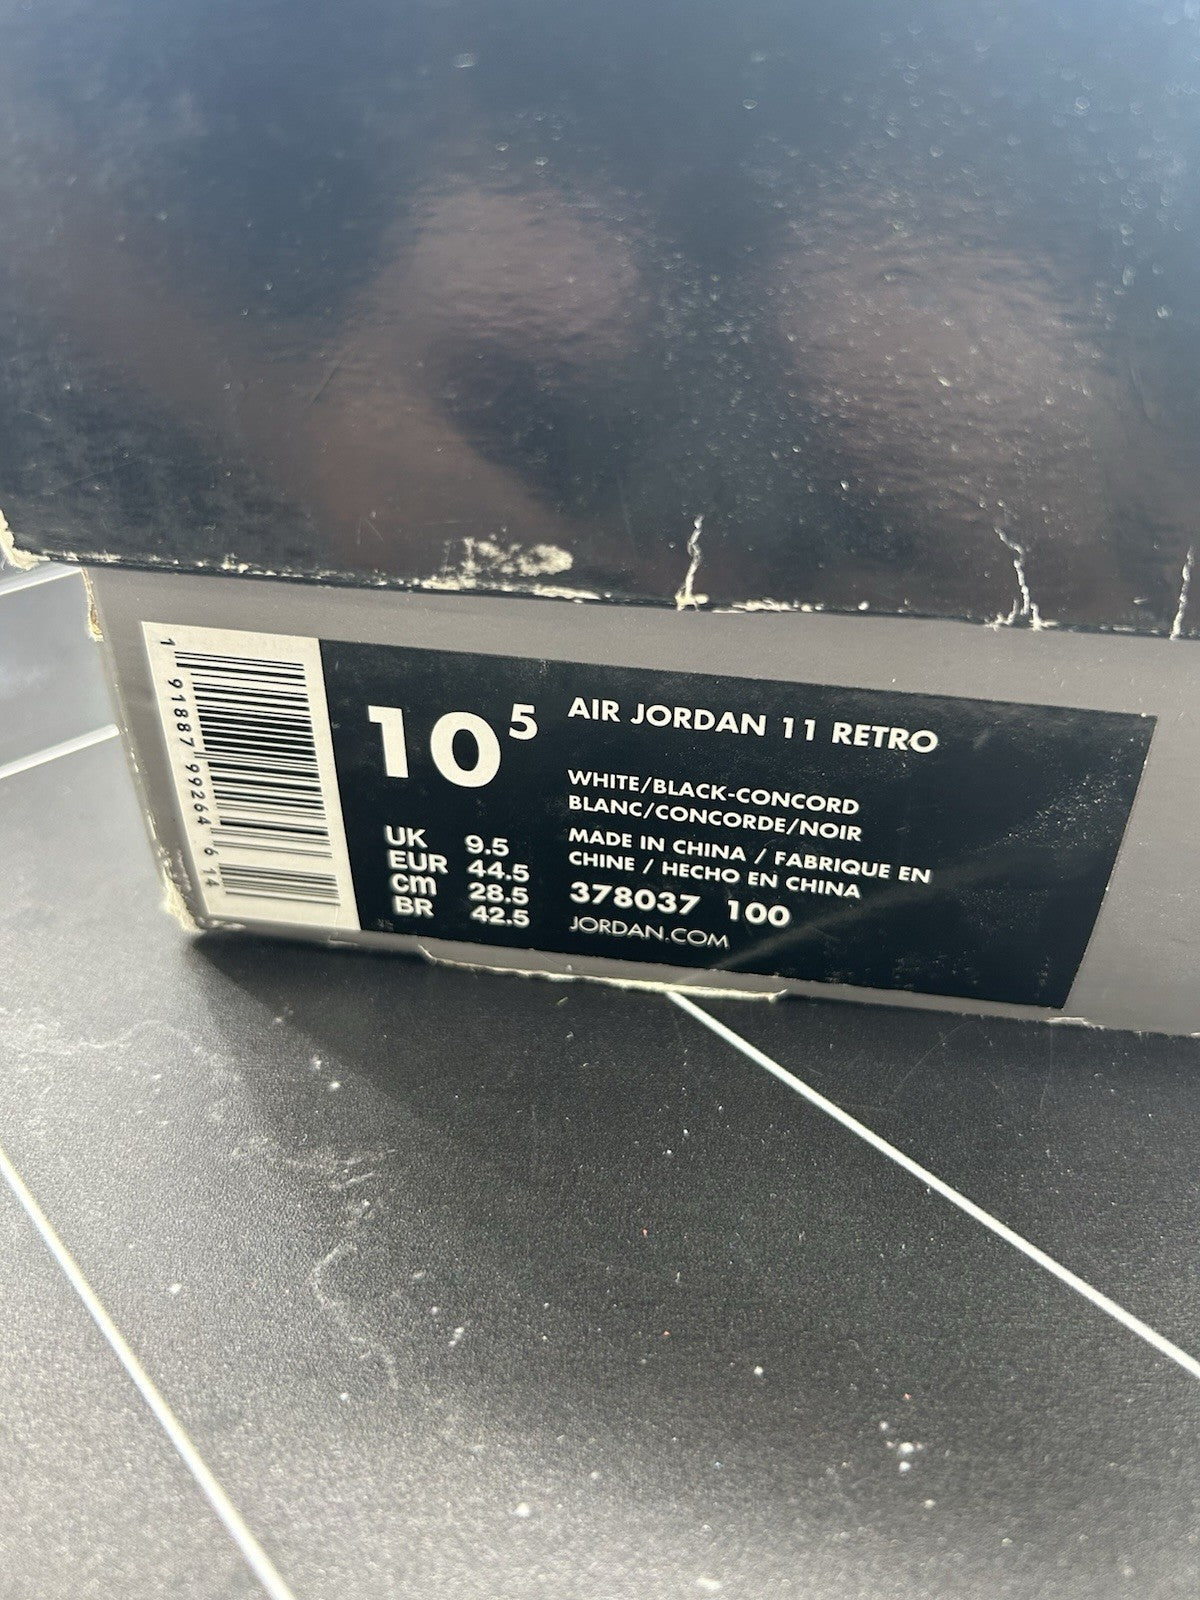 1 91887 99264 6 14
10 5
UK 9.5
EUR 44.5
cm 28.5
BR 42.5
AIR JORDAN 11 RETRO
WHITE/BLACK-CONCORD
BLANC/CONCORDE/NOIR
MADE IN CHINA / FABRIQUE EN
CHINE / HECHO EN CHINA
378037 100
JORDAN.COM